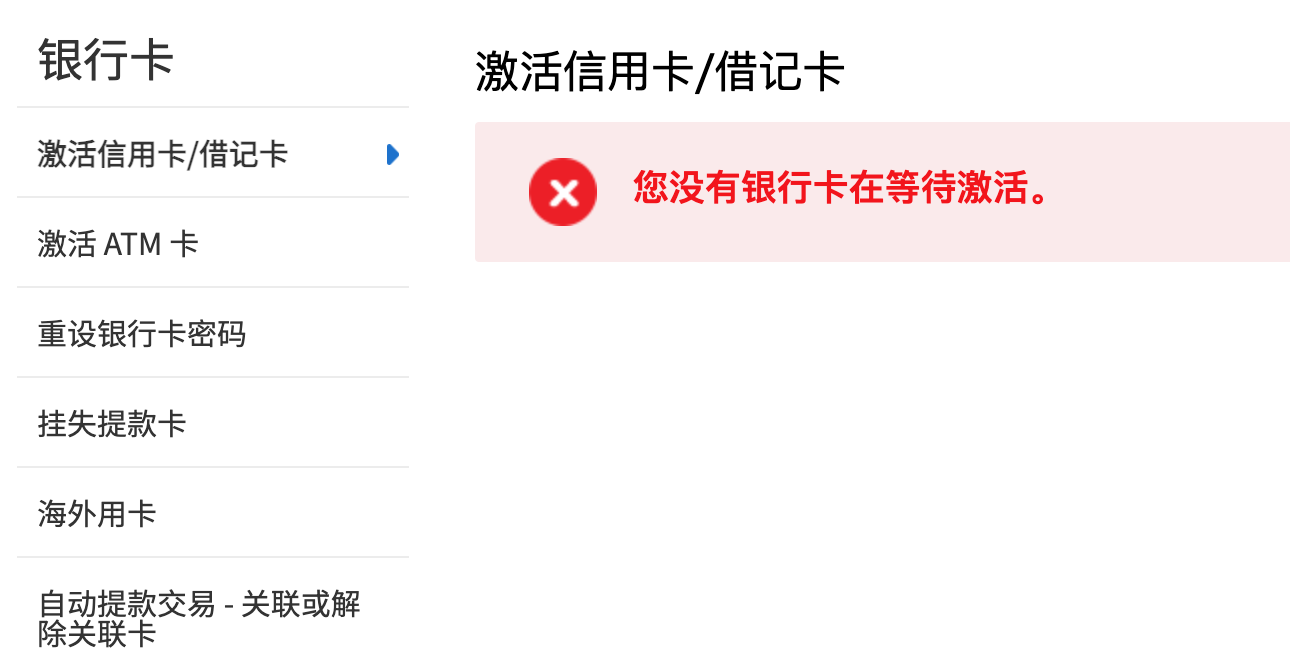 银行卡
激活信用卡/借记卡
激活 ATM 卡
重设银行卡密码
挂失提款卡
海外用卡
自动提款交易 - 关联或解
除关联卡
激活信用卡/借记卡
您没有银行卡在等待激活。